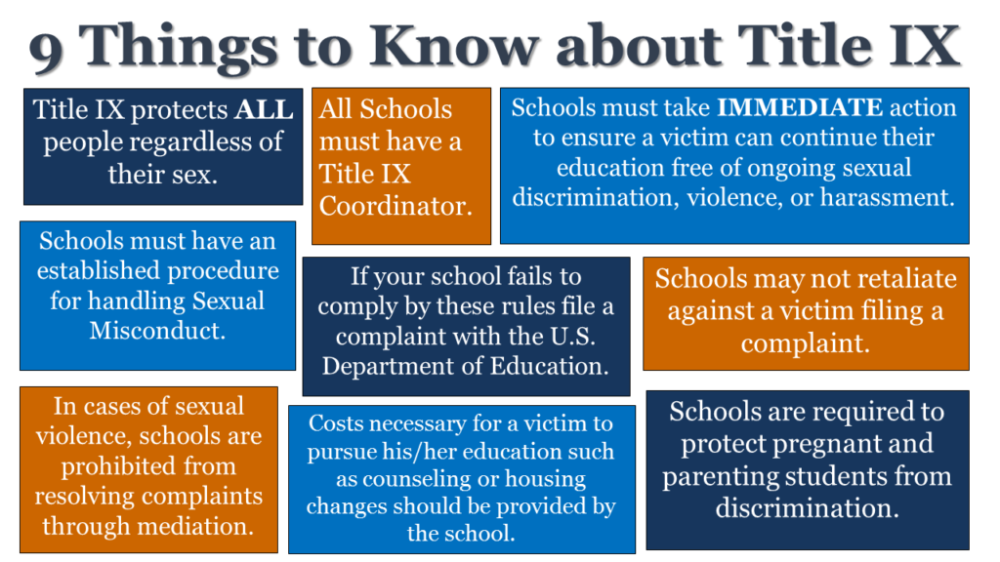 9 Things to Know about Title IX
Title IX protects ALL
people regardless of
their sex.
All Schools
must have a
Title IX
Coordinator.
Schools must take IMMEDIATE action
to ensure a victim can continue their
education free of ongoing sexual
discrimination, violence, or harassment.
Schools must have an
established procedure
for handling Sexual
Misconduct.
If your school fails to
comply by these rules file a
complaint with the U.S.
Department of Education.
Schools may not retaliate
against a victim filing a
complaint.
In cases of sexual
violence, schools are
prohibited from
resolving complaints
through mediation.
Costs necessary for a victim to
pursue his/her education such
as counseling or housing
changes should be provided by
the school.
Schools are required to
protect pregnant and
parenting students from
discrimination.